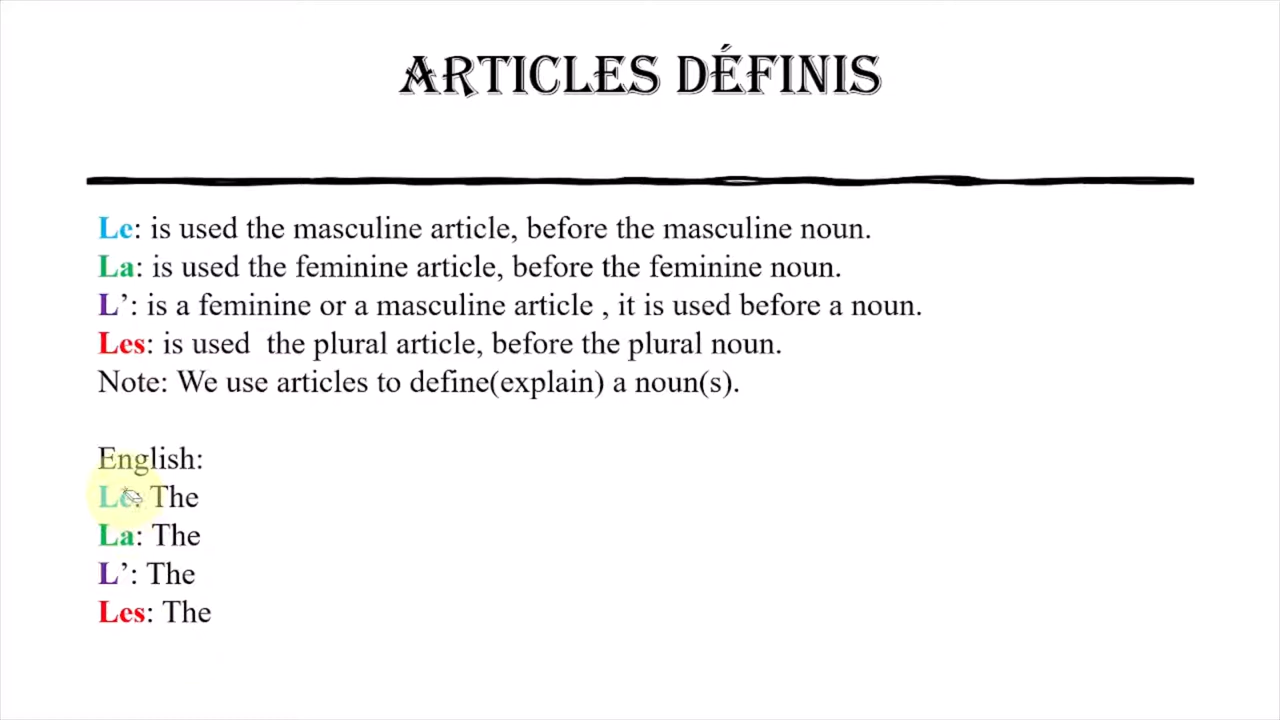 ARTICLES DÉFINIS
Le: is used the masculine article, before the masculine noun.
La: is used the feminine article, before the feminine noun.
L’: is a feminine or a masculine article , it is used before a noun.
Les: is used  the plural article, before the plural noun.
Note: We use articles to define(explain) a noun(s).
English:
Le: The
La: The
L’: The
Les: The